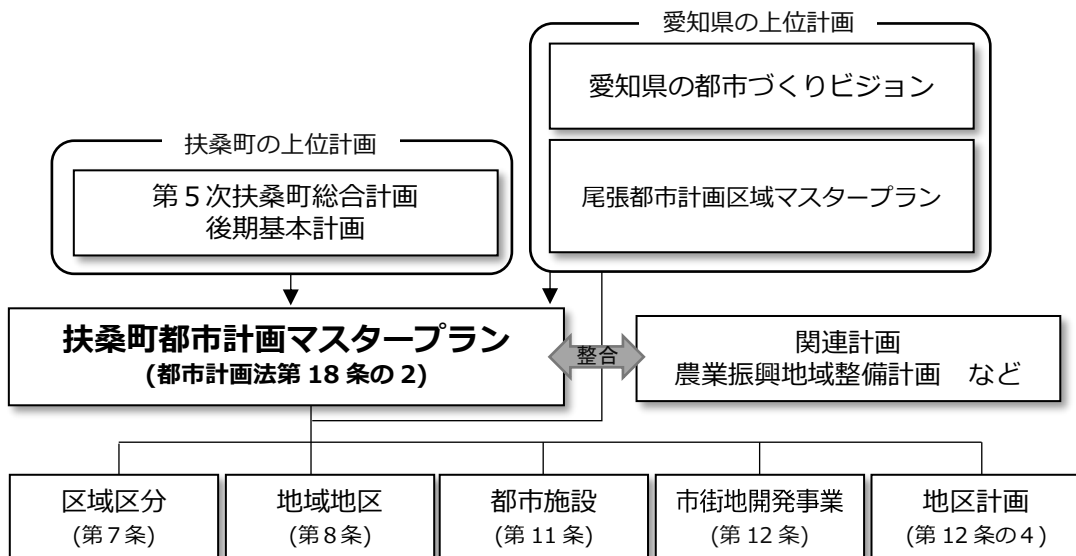 愛知県の上位計画
愛知県の都市づくりビジョン
尾張都市計画区域マスタープラン
扶桑町の上位計画
第5次扶桑町総合計画
後期基本計画
扶桑町都市計画マスタープラン
(都市計画法第 18 条の 2)
整合
関連計画
農業振興地域整備計画　など
区域区分
(第7条)
地域地区
(第8条)
都市施設
(第 11 条)
市街地開発事業
(第 12 条)
地区計画
(第 12 条の4)